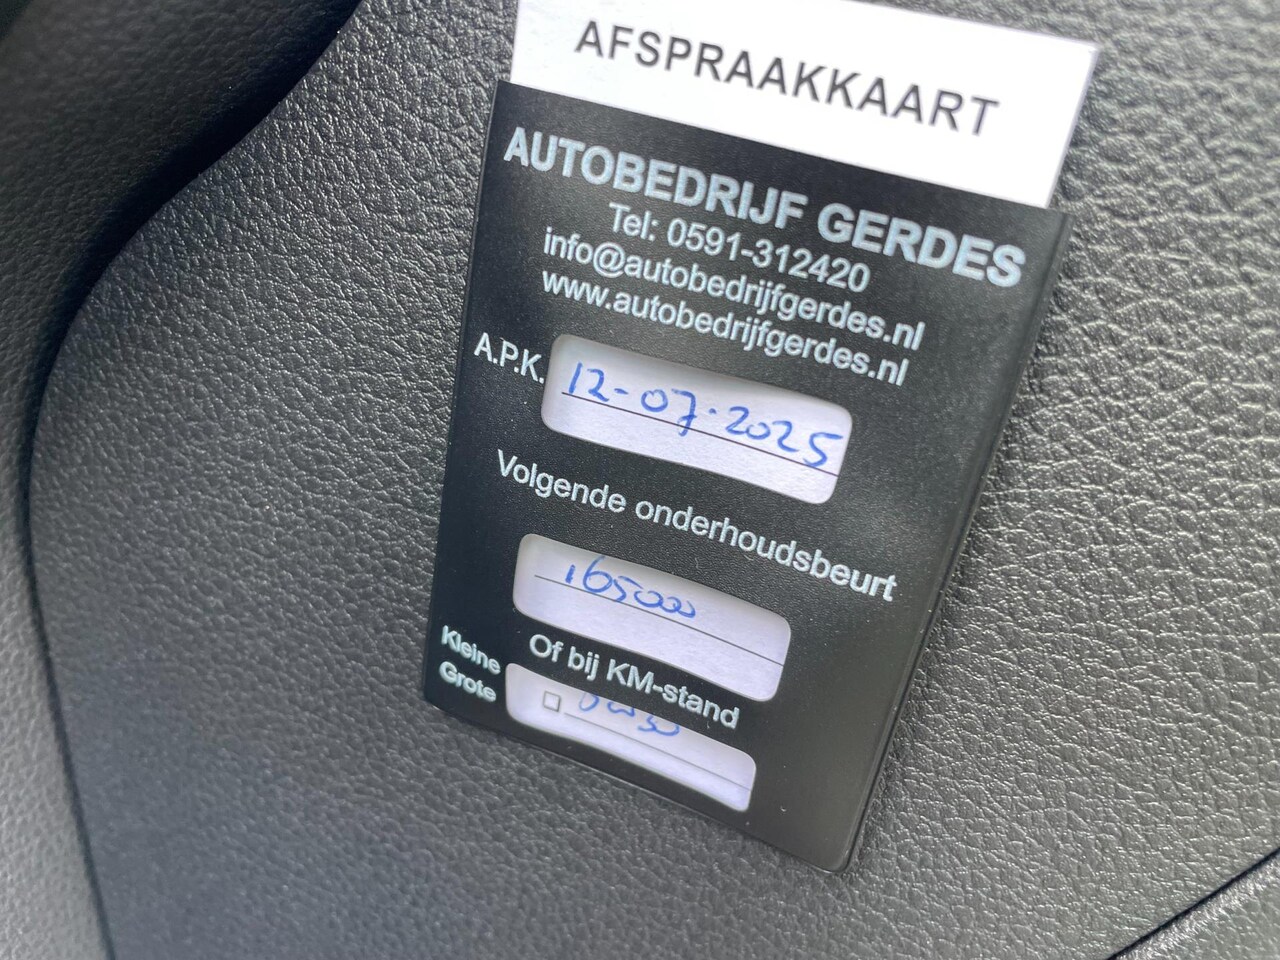 AFSPRAAKKAART
AUTOBEDRIJF GERDES
Tel: 0591-312420
info@autobedrijfgerdes.nl
www.autobedrijfgerdes.nl
A.P.K. 12-07-2025
Volgende onderhoudsbeurt
165000
Of bij KM-stand
Kleine
Grote